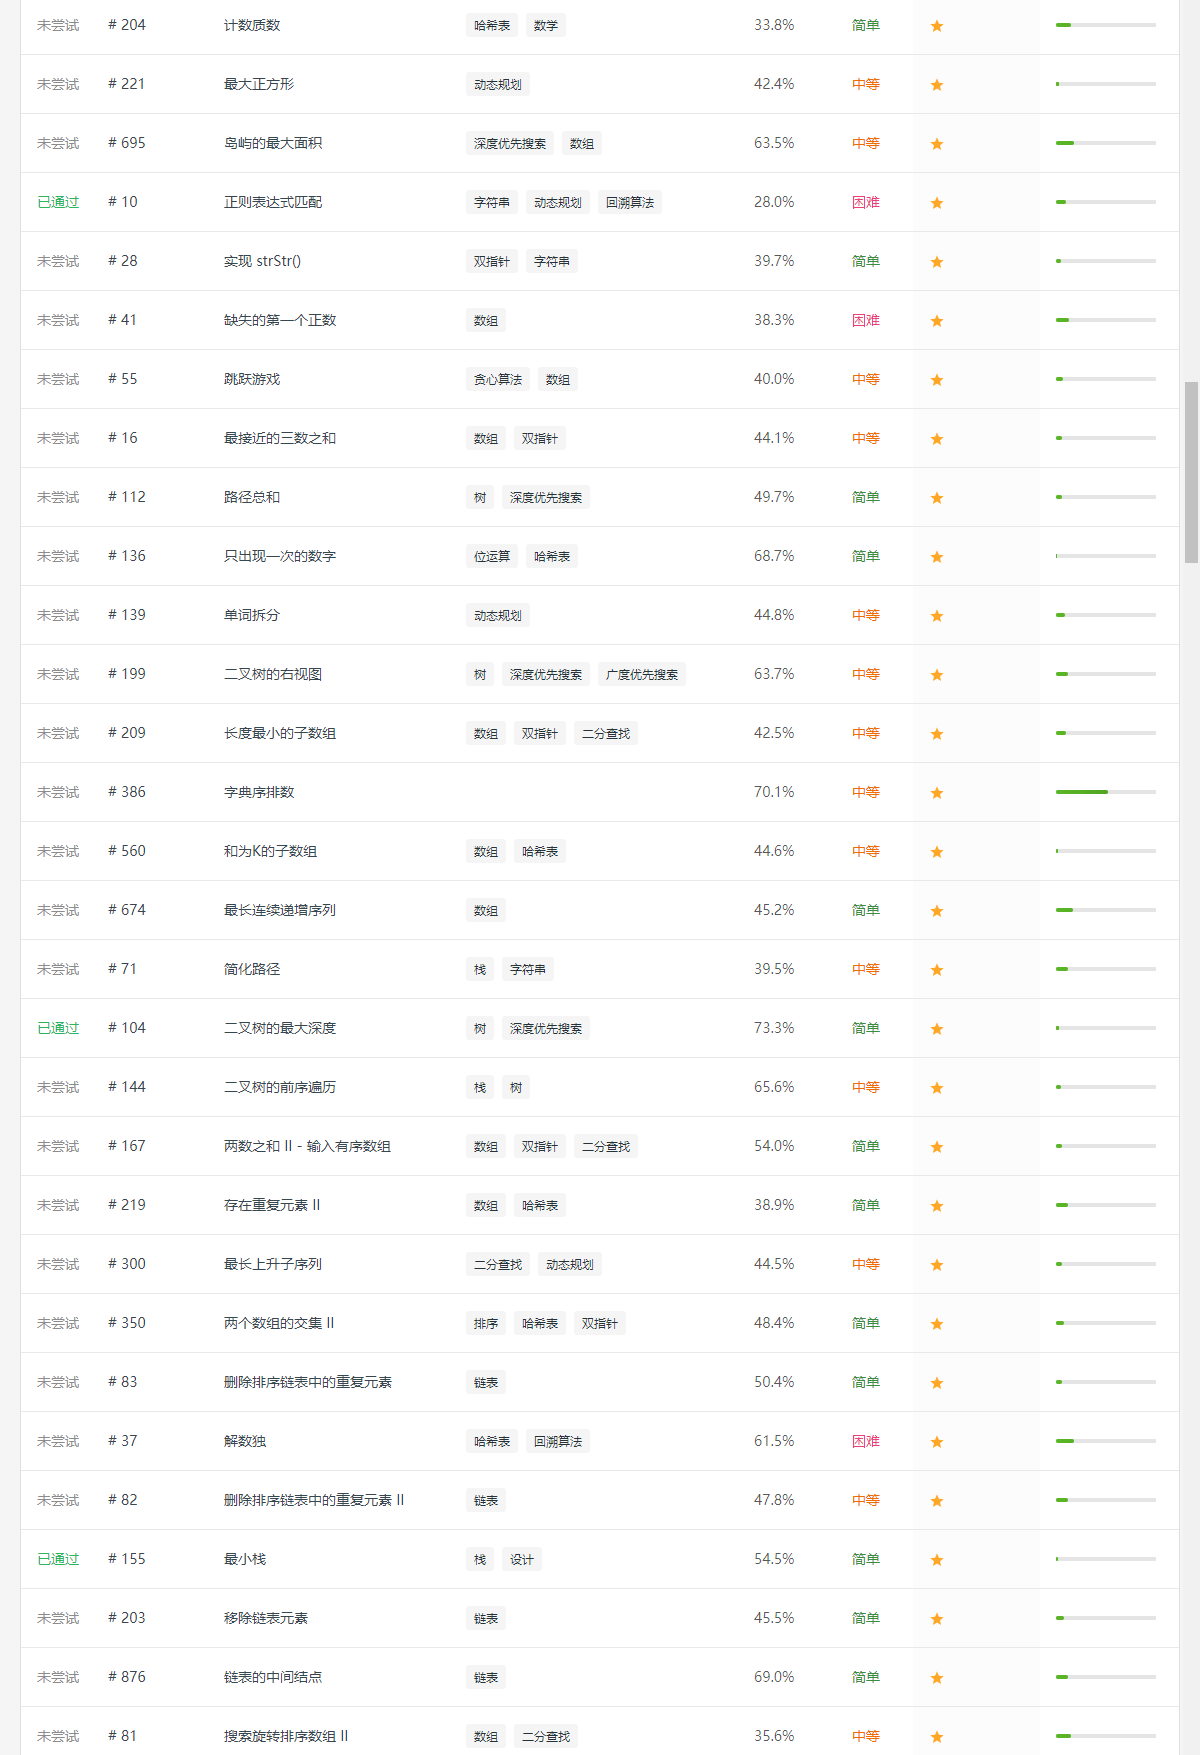 未尝试 # 204 计数质数 哈希表 数学 33.8% 简单
未尝试 # 221 最大正方形 动态规划 42.4% 中等
未尝试 # 695 岛屿的最大面积 深度优先搜索 数组 63.5% 中等
已通过 # 10 正则表达式匹配 字符串 动态规划 回溯算法 28.0% 困难
未尝试 # 28 实现 strStr() 双指针 字符串 39.7% 简单
未尝试 # 41 缺失的第一个正数 数组 38.3% 困难
未尝试 # 55 跳跃游戏 贪心算法 数组 40.0% 中等
未尝试 # 16 最接近的三数之和 数组 双指针 44.1% 中等
未尝试 # 112 路径总和 树 深度优先搜索 49.7% 简单
未尝试 # 136 只出现一次的数字 位运算 哈希表 68.7% 简单
未尝试 # 139 单词拆分 动态规划 44.8% 中等
未尝试 # 199 二叉树的右视图 树 深度优先搜索 广度优先搜索 63.7% 中等
未尝试 # 209 长度最小的子数组 数组 双指针 二分查找 42.5% 中等
未尝试 # 386 字典序排数 70.1% 中等
未尝试 # 560 和为K的子数组 数组 哈希表 44.6% 中等
未尝试 # 674 最长连续递增序列 数组 45.2% 简单
未尝试 # 71 简化路径 栈 字符串 39.5% 中等
已通过 # 104 二叉树的最大深度 树 深度优先搜索 73.3% 简单
未尝试 # 144 二叉树的前序遍历 栈 树 65.6% 中等
未尝试 # 167 两数之和 II - 输入有序数组 数组 双指针 二分查找 54.0% 简单
未尝试 # 219 存在重复元素 II 数组 哈希表 38.9% 简单
未尝试 # 300 最长上升子序列 二分查找 动态规划 44.5% 中等
未尝试 # 350 两个数组的交集 II 排序 哈希表 双指针 48.4% 简单
未尝试 # 83 删除排序链表中的重复元素 链表 50.4% 简单
未尝试 # 37 解数独 哈希表 回溯算法 61.5% 困难
未尝试 # 82 删除排序链表中的重复元素 II 链表 47.8% 中等
已通过 # 155 最小栈 栈 设计 54.5% 简单
未尝试 # 203 移除链表元素 链表 45.5% 简单
未尝试 # 876 链表的中间结点 链表 69.0% 简单
未尝试 # 81 搜索旋转排序数组 II 数组 二分查找 35.6% 中等